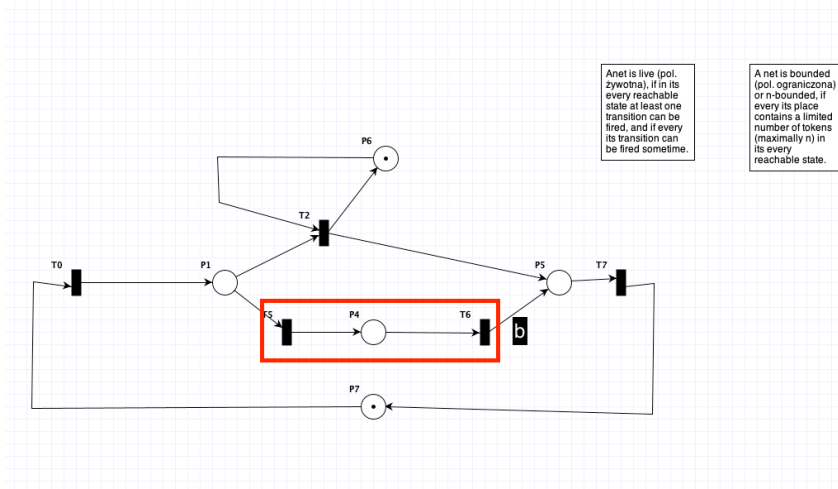 Anet is live (pol.
żywotna), if in its
every reachable
state at least one
transition can be
fired, and if every
its transition can
be fired sometime.
A net is bounded
(pol. ograniczona)
or n-bounded, if
every its place
contains a limited
number of tokens
(maximally n) in
its every
reachable state.
P6
T2
T0
P1
P5
T7
T5
P4
T6
b
P7